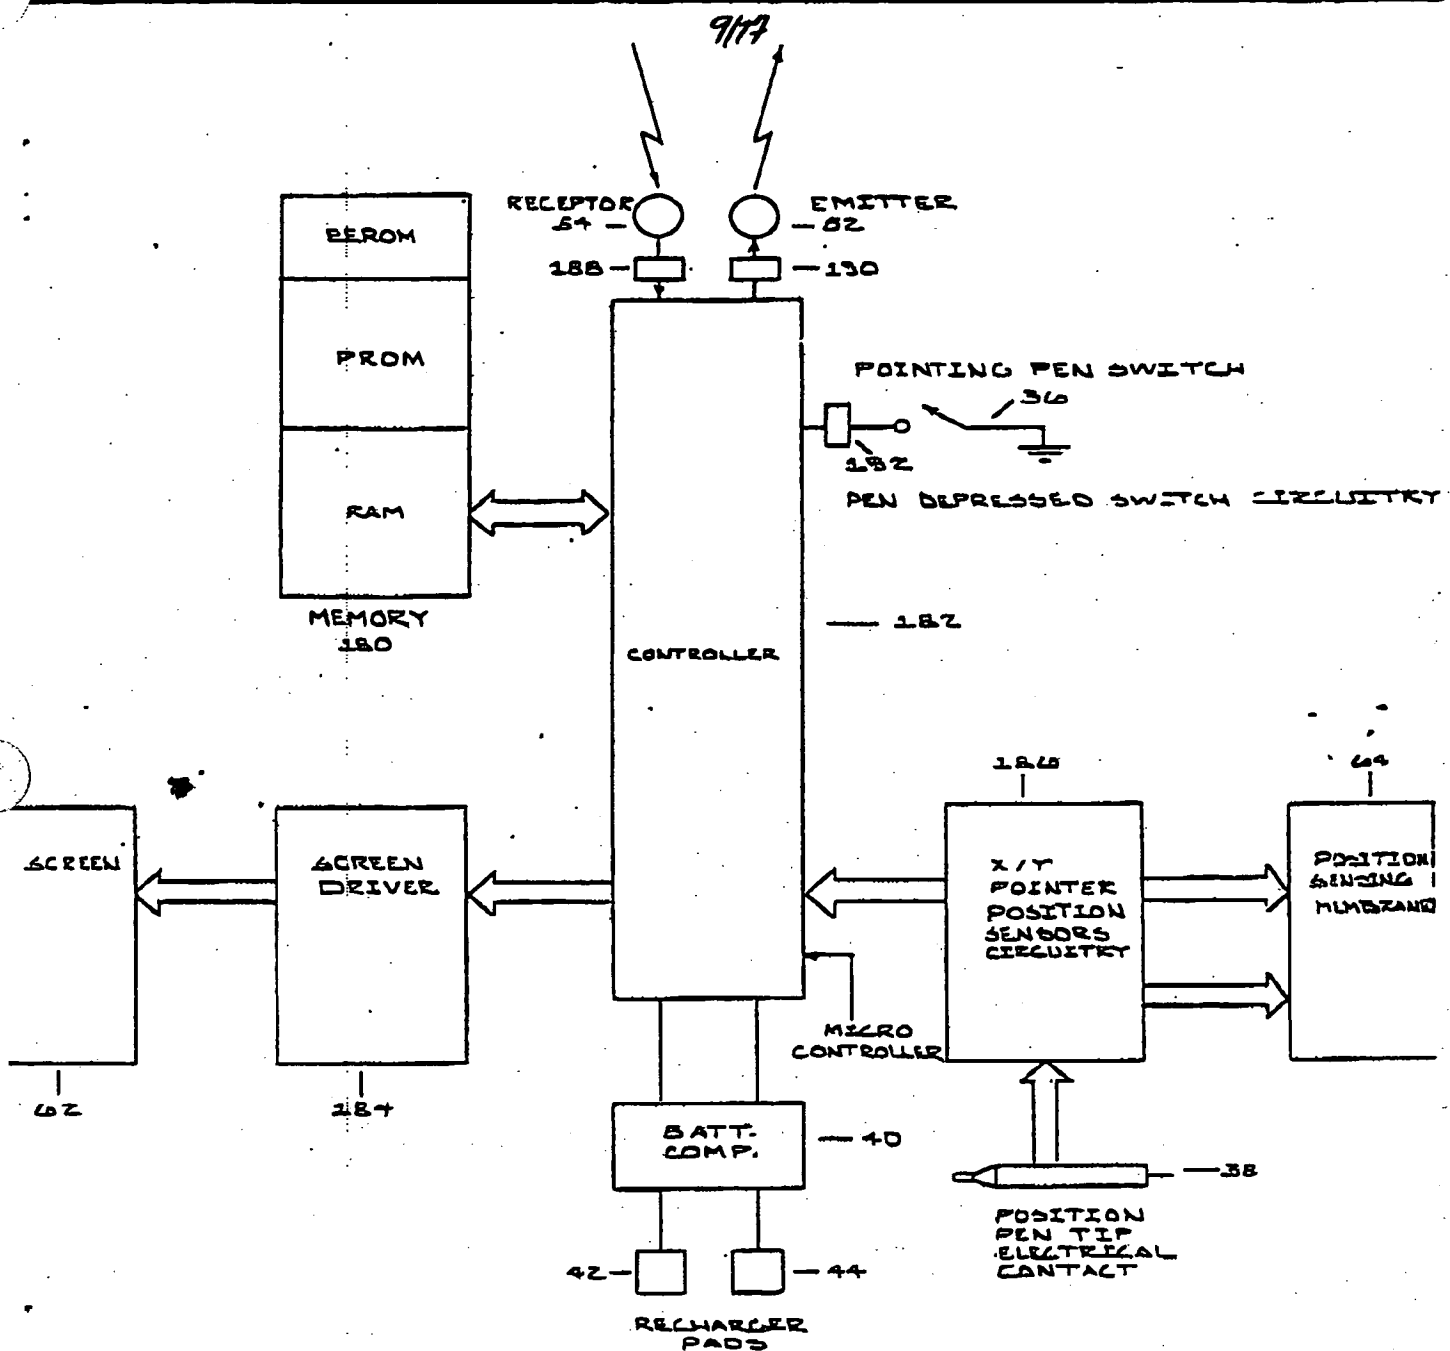 9/17
RECEPTOR
54
EMITTER
52
188
190
EEROM
PROM
RAM
MEMORY
180
POINTING PEN SWITCH
36
192
PEN DEPRESSED SWITCH CIRCUITRY
182
CONTROLLER
186
64
SCREEN
SCREEN
DRIVER
X/Y
POINTER
POSITION
SENSORS
CIRCUITRY
POSITION
SENSING
MEMBRANE
MICRO
CONTROLLER
62
184
BATT.
COMP.
40
38
POSITION
PEN TIP
ELECTRICAL
CONTACT
42
44
RECHARGER
PADS